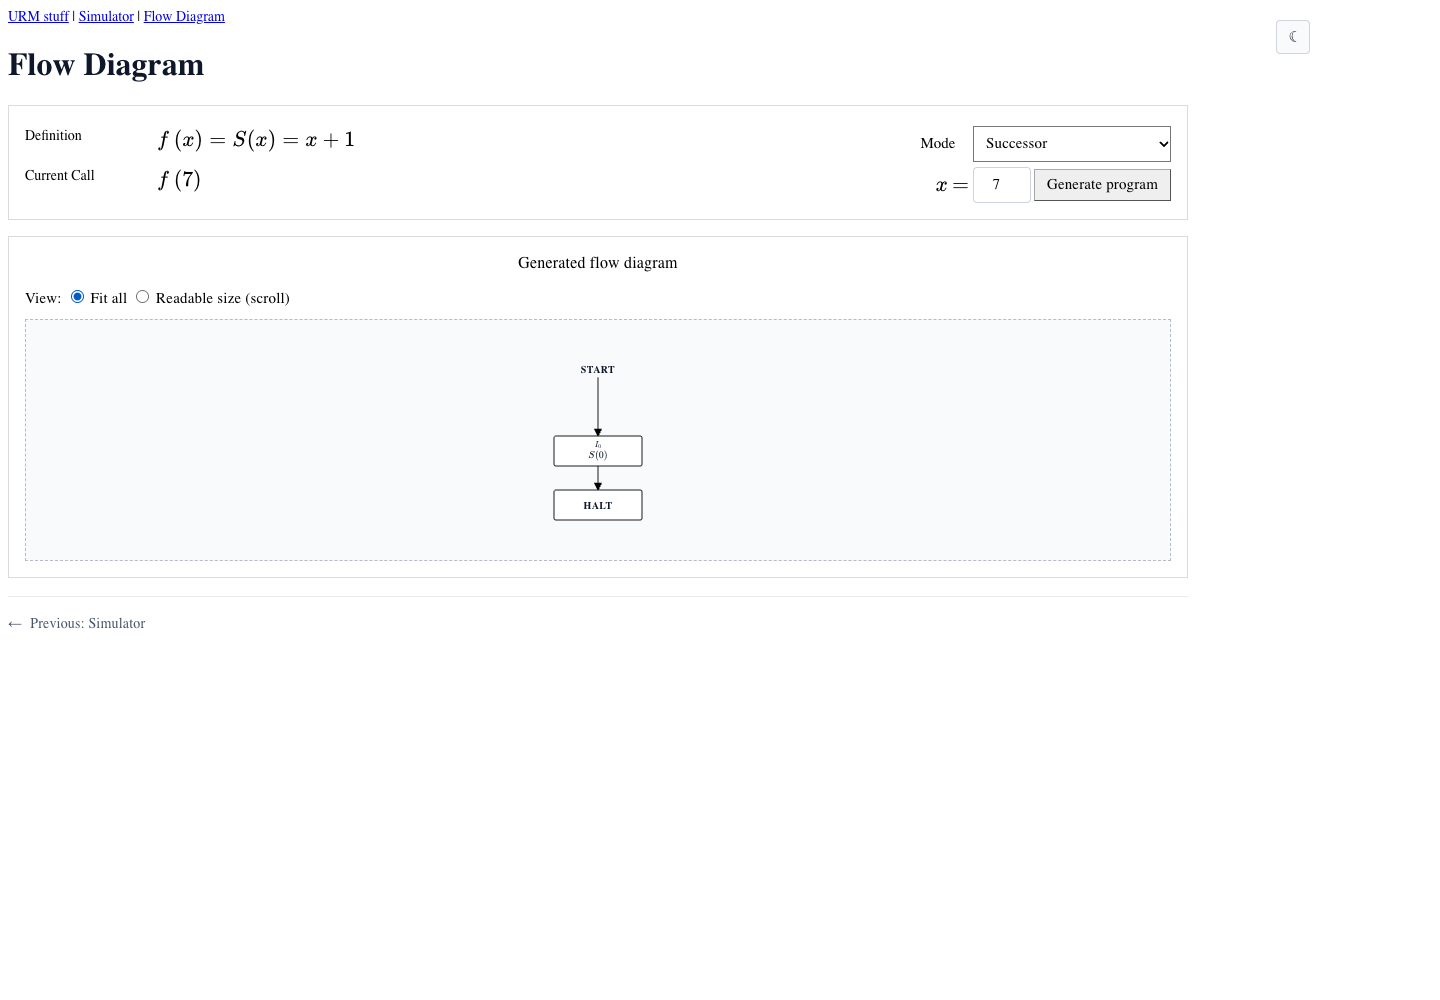 URM stuff | Simulator | Flow Diagram
☾
Flow Diagram
Definition f (x) = S(x) = x + 1
Mode Successor
Current Call f (7)
x = 7 Generate program
Generated flow diagram
View: Fit all Readable size (scroll)
START
I₀
S(0)
HALT
← Previous: Simulator